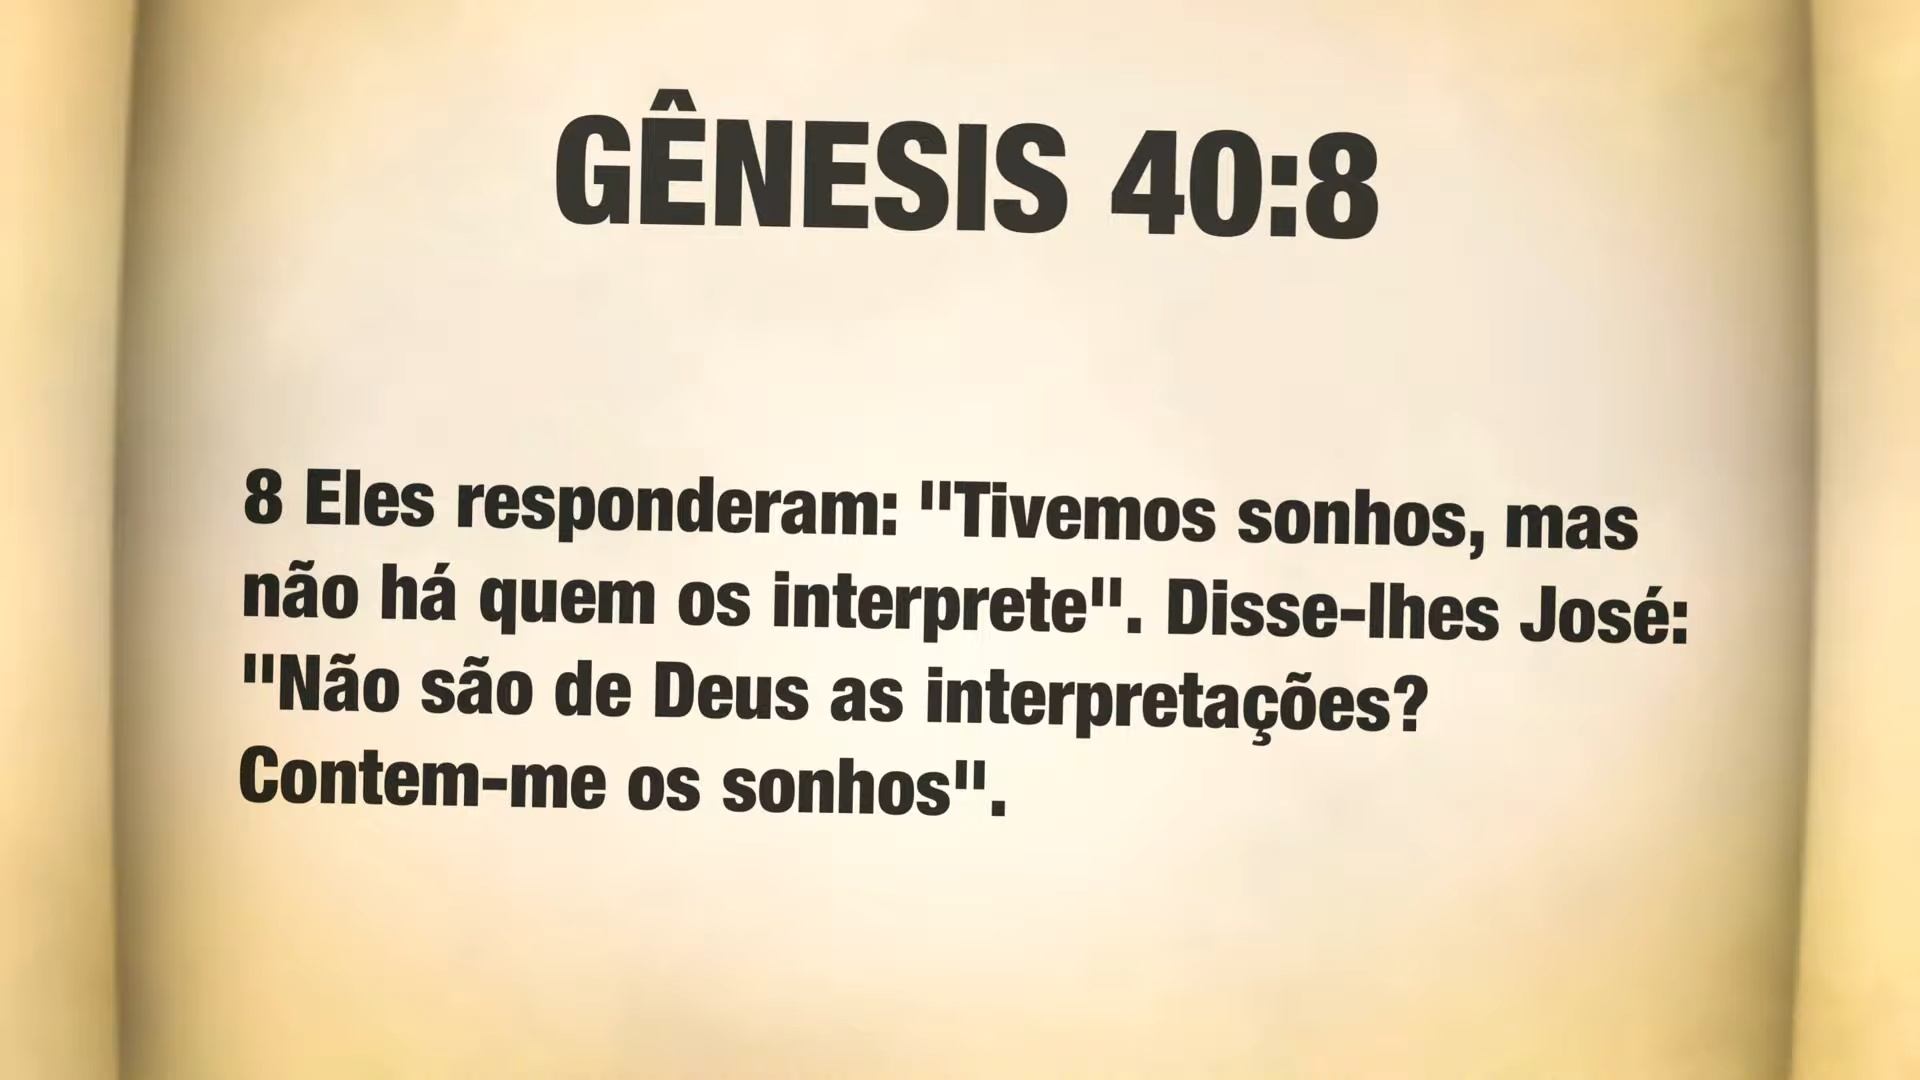 GÊNESIS 40:8
8 Eles responderam: "Tivemos sonhos, mas
não há quem os interprete". Disse-lhes José:
"Não são de Deus as interpretações?
Contem-me os sonhos".